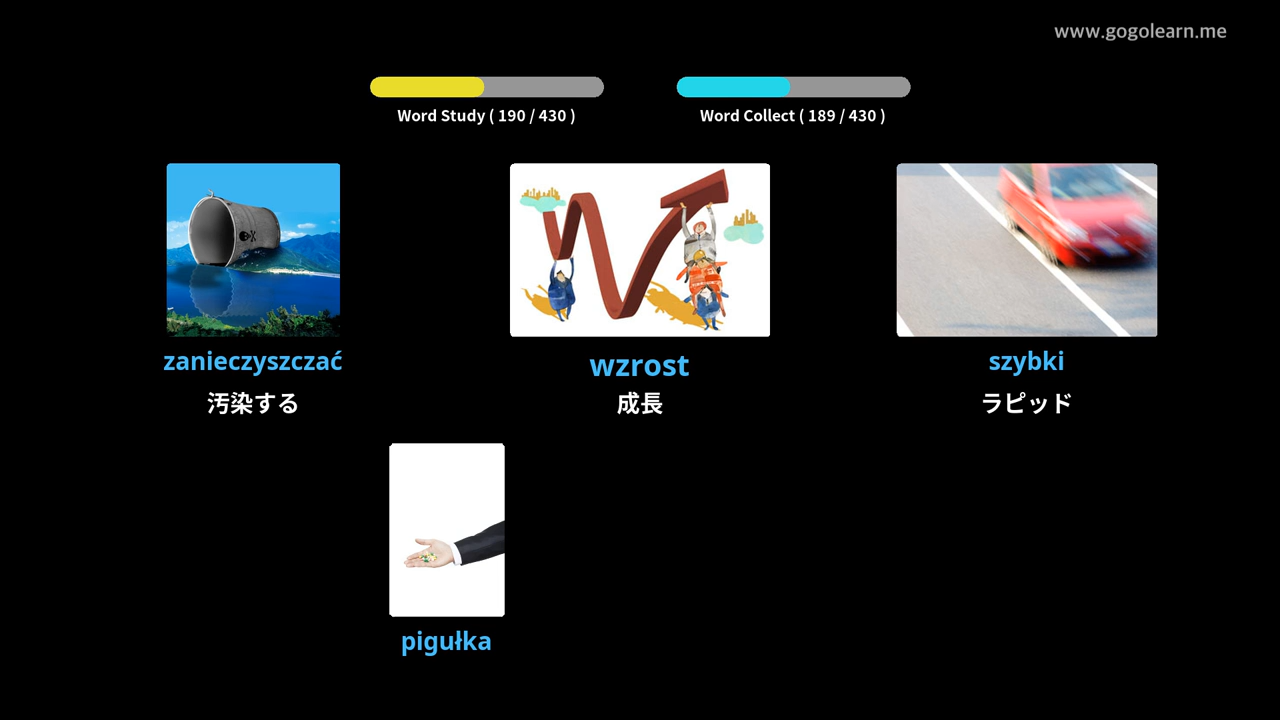 www.gogolearn.me
Word Study ( 190 / 430 )
Word Collect ( 189 / 430 )
zanieczyszczać
汚染する
wzrost
成長
szybki
ラピッド
pigułka